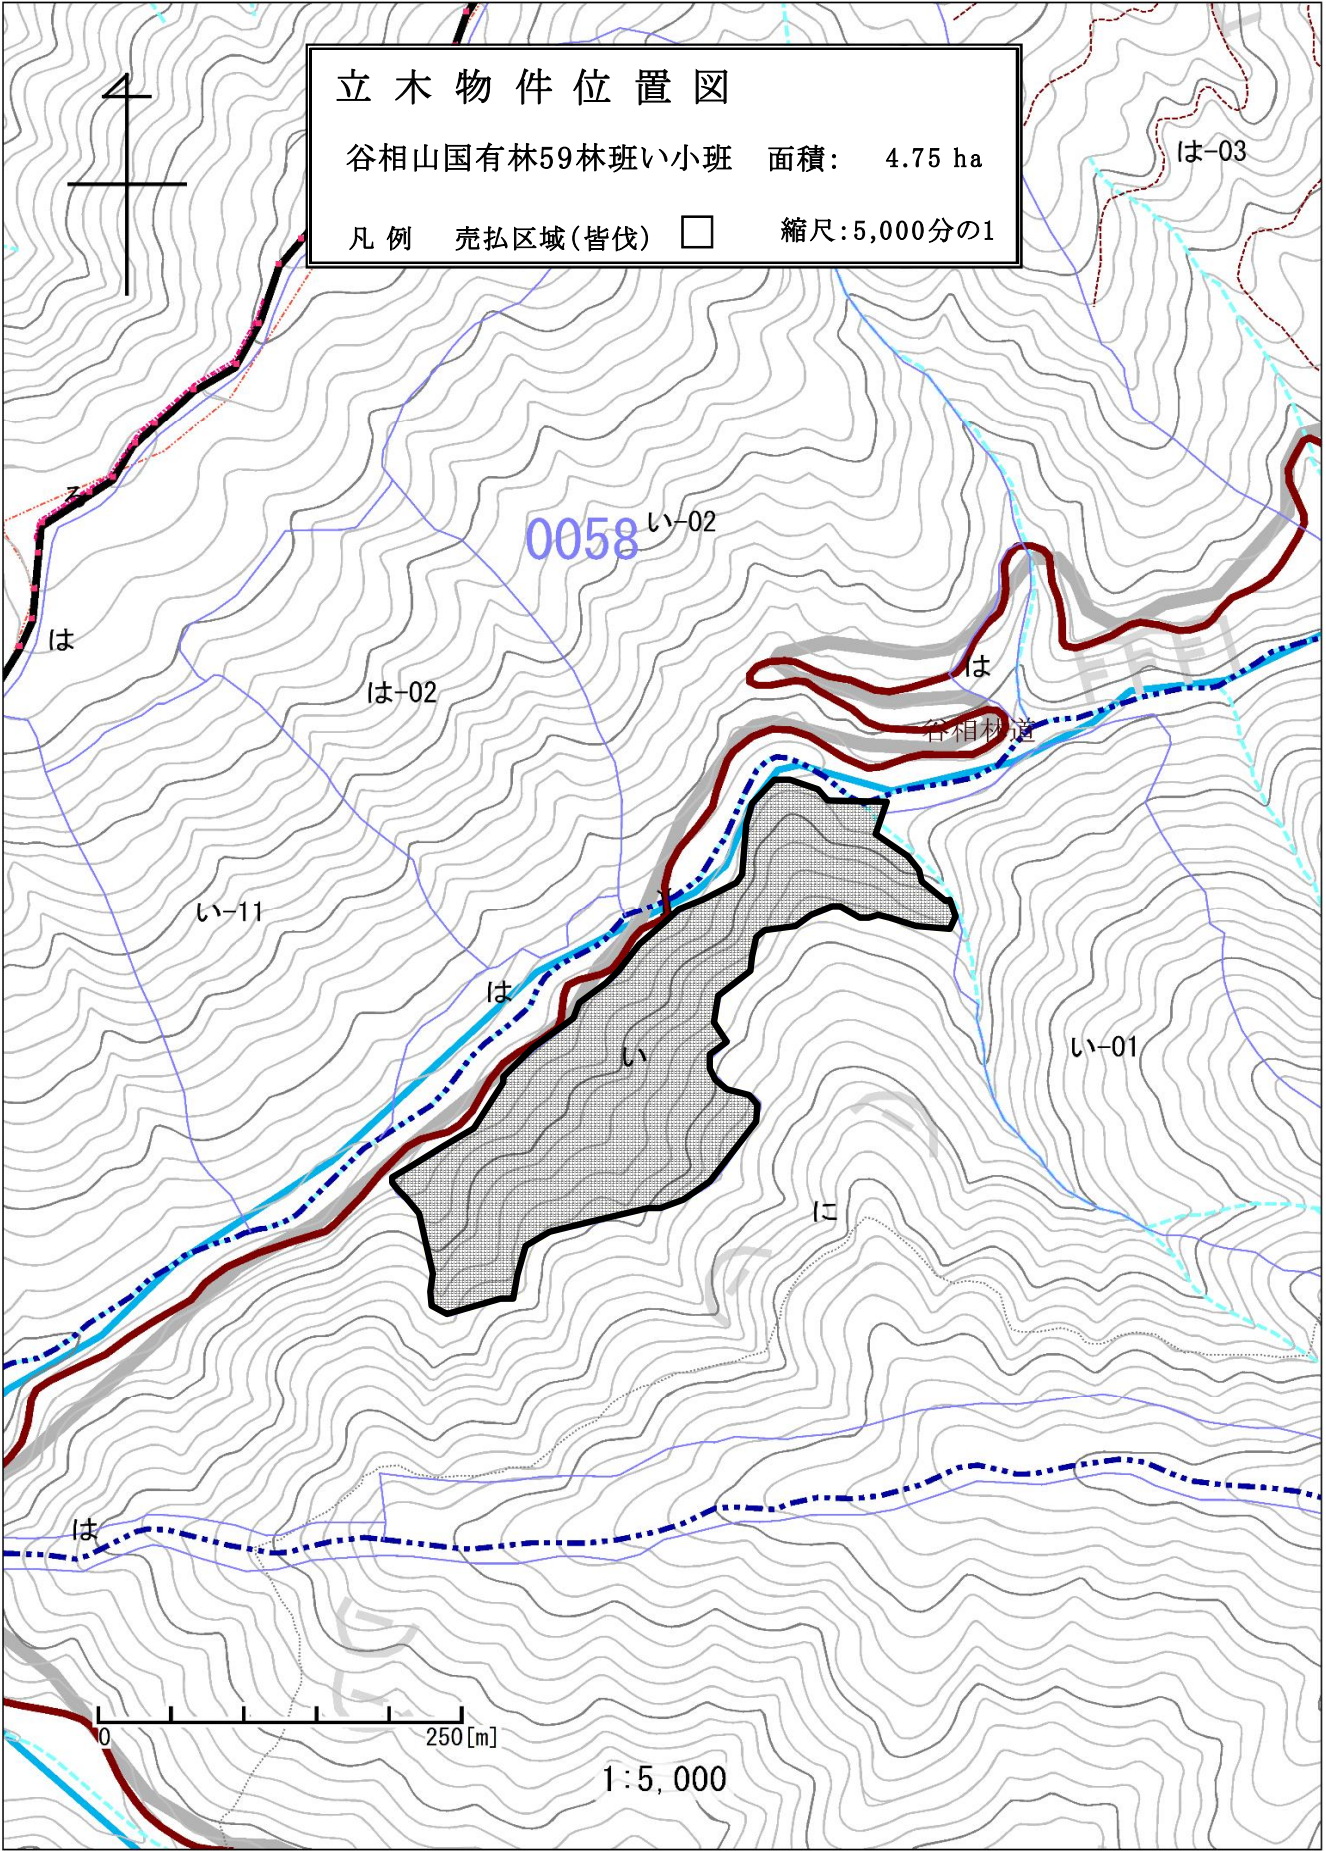 立木物件位置図
谷相山国有林59林班い小班 面積: 4.75 ha
凡例 売払区域(皆伐) □ 縮尺:5,000分の1
は-03
ろ
0058
い-02
は
は-02
は
谷相林道
い-11
は
い
い-01
に
は
0 250[m]
1:5,000